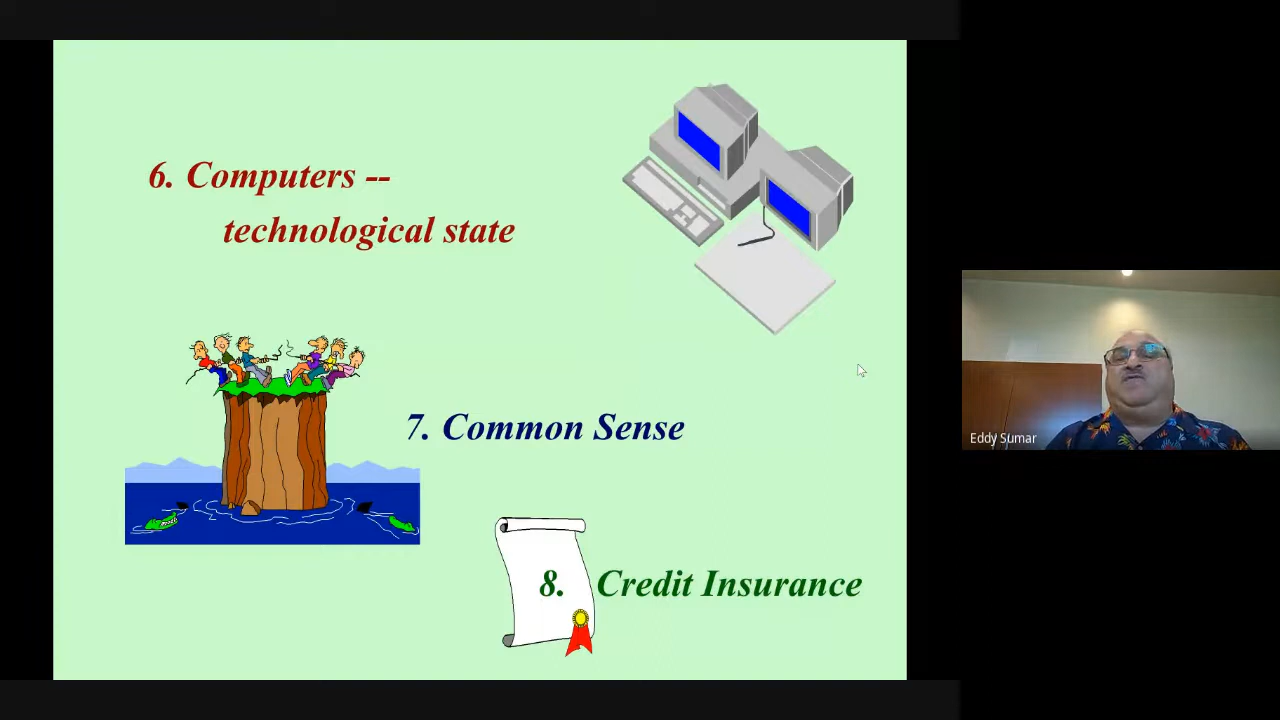 6. Computers --
technological state
7. Common Sense
8. Credit Insurance
Eddy Sumar